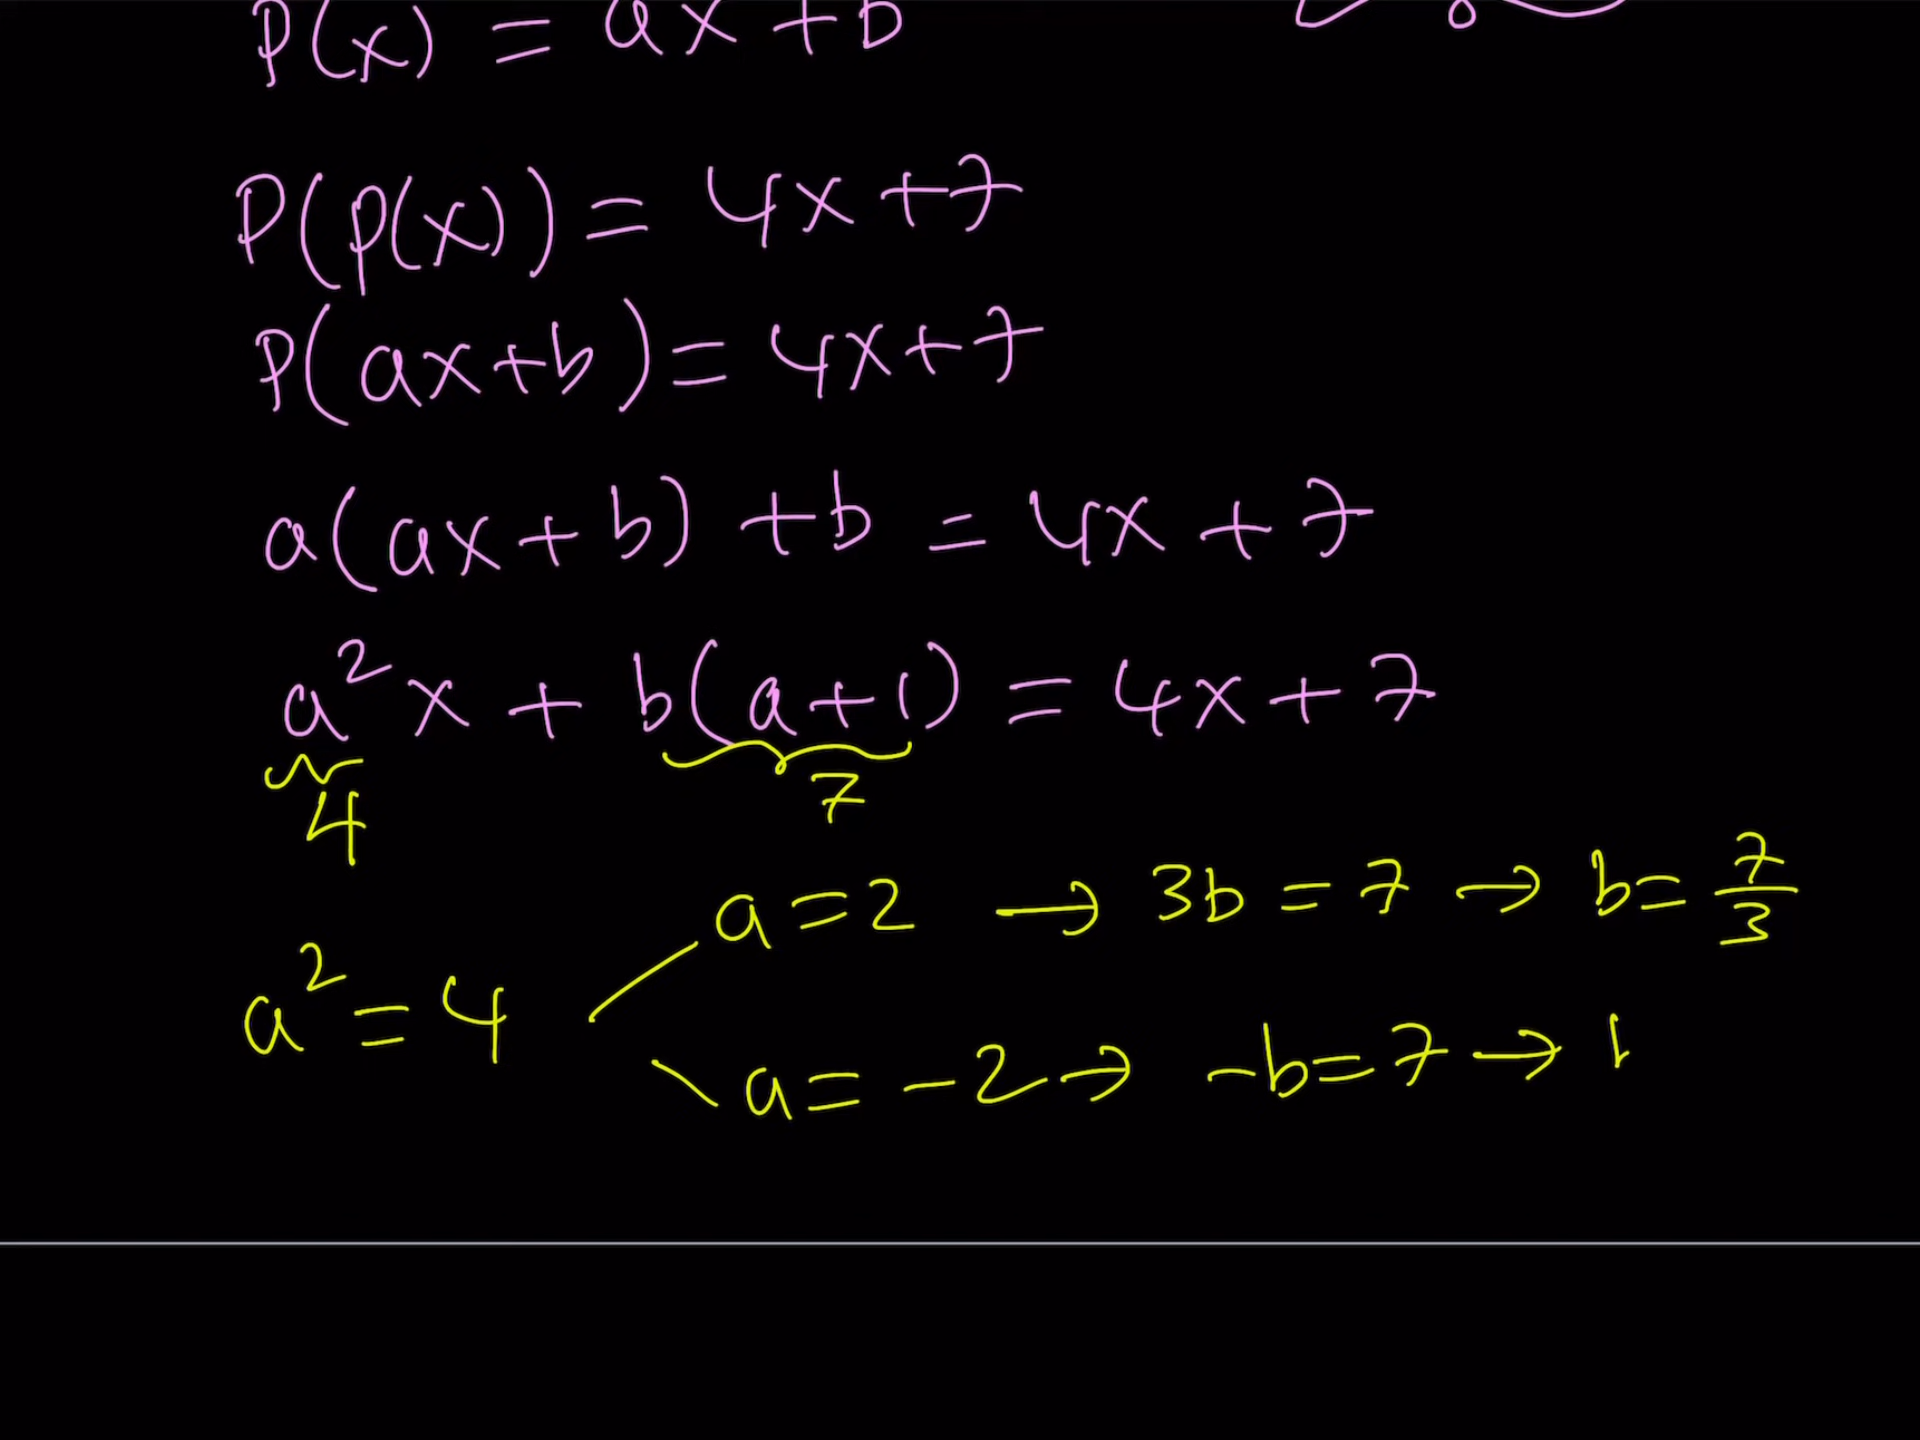 P(x) = ax + b
P(P(x)) = 4x + 7
P(ax+b) = 4x+7
a(ax+b) + b = 4x + 7
a²x + b(a+1) = 4x + 7
4 7
a = 2 → 3b = 7 → b = 7/3
a² = 4
a = -2 → -b = 7 →